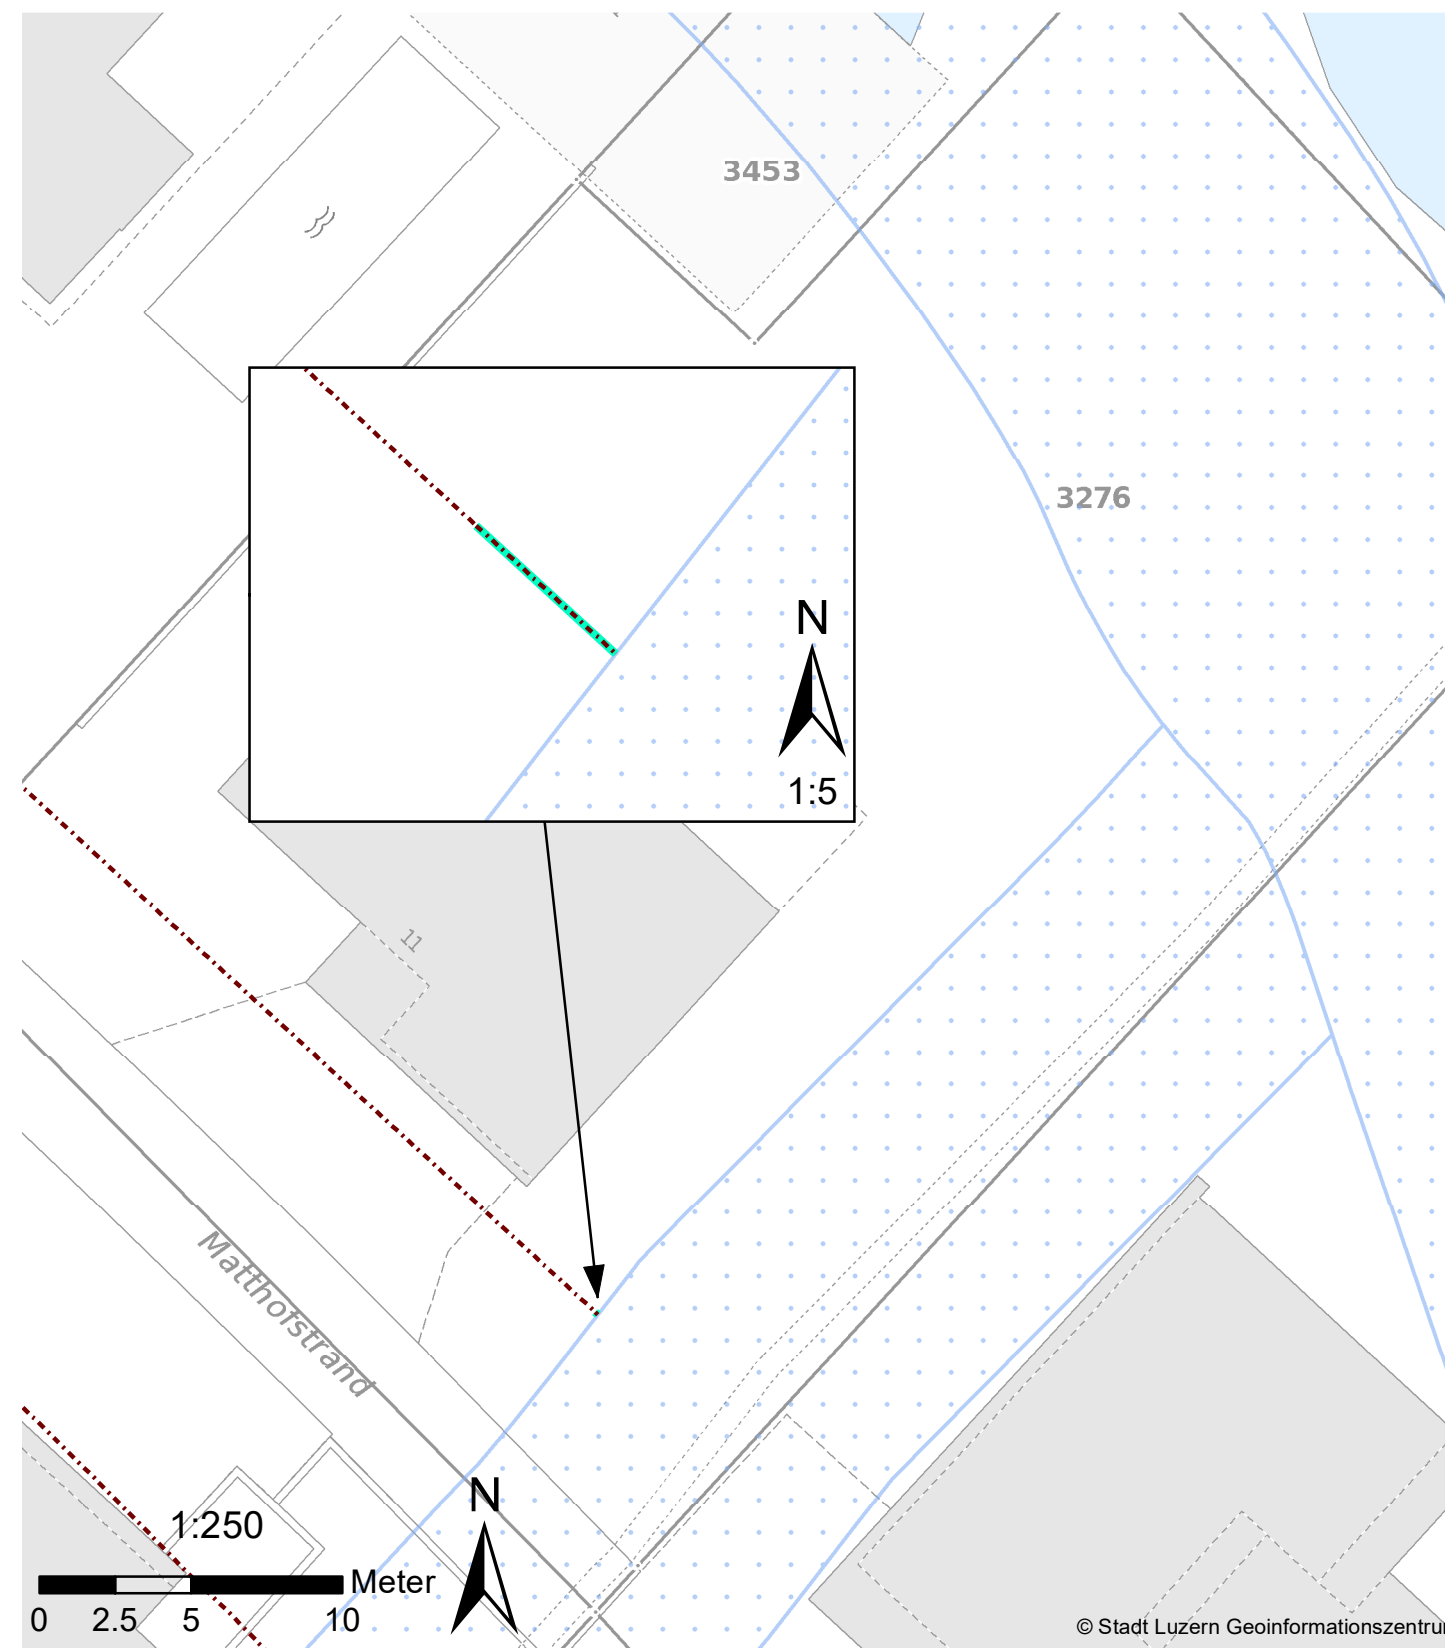 3453
3276
N
1:5
11
Matthofstrand
N
1:250
Meter
0 2.5 5 10
© Stadt Luzern Geoinformationszentru